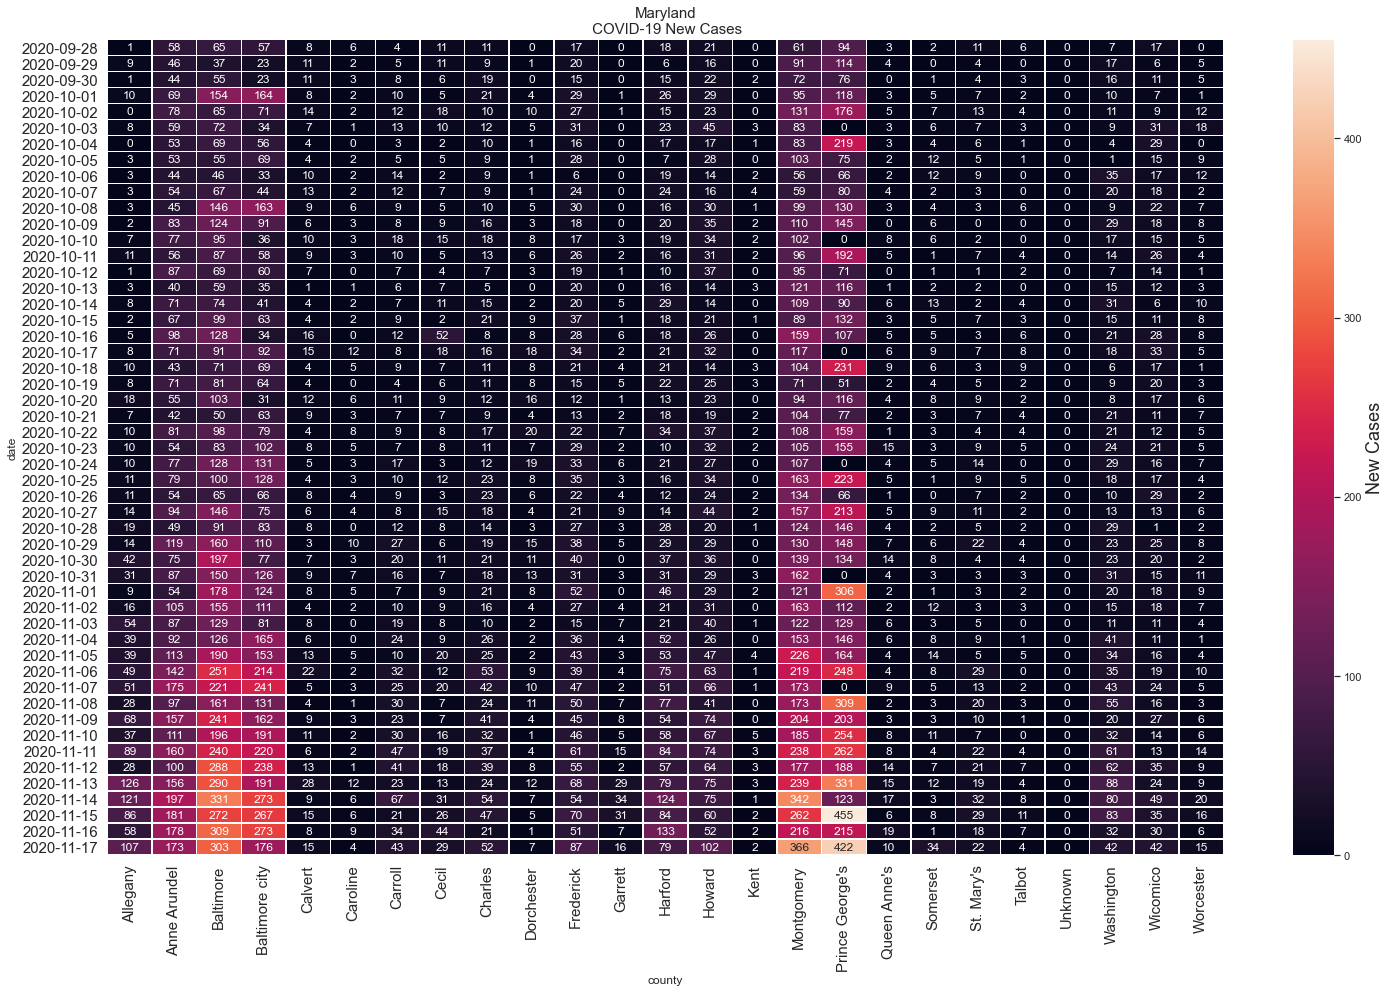 Maryland
COVID-19 New Cases
2020-09-28 1 58 65 57 8 6 4 11 11 0 17 0 18 21 0 61 94 3 2 11 6 0 7 17 0
2020-09-29 9 46 37 23 11 2 5 11 9 1 20 0 6 16 0 91 114 4 0 4 0 0 17 6 5
2020-09-30 1 44 55 23 11 3 8 6 19 0 15 0 15 22 2 72 76 0 1 4 3 0 16 11 5
2020-10-01 10 69 154 164 8 2 10 5 21 4 29 1 26 29 0 95 118 3 5 7 2 0 10 7 1
2020-10-02 0 78 65 71 14 2 12 18 10 10 27 1 15 23 0 131 176 5 7 13 4 0 11 9 12
2020-10-03 8 59 72 34 7 1 13 10 12 5 31 0 23 45 3 83 0 3 6 7 3 0 9 31 18
2020-10-04 0 53 69 56 4 0 3 2 10 1 16 0 17 17 1 83 219 3 4 6 1 0 4 29 0
2020-10-05 3 53 55 69 4 2 5 5 9 1 28 0 7 28 0 103 75 2 12 5 1 0 1 15 9
2020-10-06 3 44 46 33 10 2 14 2 9 1 6 0 19 14 2 56 66 2 12 9 0 0 35 17 12
2020-10-07 3 54 67 44 13 2 12 7 9 1 24 0 24 16 4 59 80 4 2 3 0 0 20 18 2
2020-10-08 3 45 146 163 9 6 9 5 10 5 30 0 16 30 1 99 130 3 4 3 6 0 9 22 7
2020-10-09 2 83 124 91 6 3 8 9 16 3 18 0 20 35 2 110 145 0 6 0 0 0 29 18 8
2020-10-10 7 77 95 36 10 3 18 15 18 8 17 3 19 34 2 102 0 8 6 2 0 0 17 15 5
2020-10-11 11 56 87 58 9 3 10 5 13 6 26 2 16 31 2 96 192 5 1 7 4 0 14 26 4
2020-10-12 1 87 69 60 7 0 7 4 7 3 19 1 10 37 0 95 71 0 1 1 2 0 7 14 1
2020-10-13 3 40 59 35 1 1 6 7 5 0 20 0 16 14 3 121 116 1 2 2 0 0 15 12 3
2020-10-14 8 71 74 41 4 2 7 11 15 2 20 5 29 14 0 109 90 6 13 2 4 0 31 6 10
2020-10-15 2 67 99 63 4 2 9 2 21 9 37 1 18 21 1 89 132 3 5 7 3 0 15 11 8
2020-10-16 5 98 128 34 16 0 12 52 8 8 28 6 18 26 0 159 107 5 5 3 6 0 21 28 8
2020-10-17 8 71 91 92 15 12 8 18 16 18 34 2 21 32 0 117 0 6 9 7 8 0 18 33 5
2020-10-18 10 43 71 69 4 5 9 7 11 8 21 4 21 14 3 104 231 9 6 3 9 0 6 17 1
2020-10-19 8 71 81 64 4 0 4 6 11 8 15 5 22 25 3 71 51 2 4 5 2 0 9 20 3
2020-10-20 18 55 103 31 12 6 11 9 12 16 12 1 13 23 0 94 116 4 8 9 2 0 8 17 6
2020-10-21 7 42 50 63 9 3 7 7 9 4 13 2 18 19 2 104 77 2 3 7 4 0 21 11 7
2020-10-22 10 81 98 79 4 8 9 8 17 20 22 7 34 37 2 108 159 1 3 4 4 0 21 12 5
2020-10-23 10 54 83 102 8 5 7 8 11 7 29 2 10 32 2 105 155 15 3 9 5 0 24 21 5
2020-10-24 10 77 128 131 5 3 17 3 12 19 33 6 21 27 0 107 0 4 5 14 0 0 29 16 7
2020-10-25 11 79 100 128 4 3 10 12 23 8 35 3 16 34 0 163 223 5 1 9 5 0 18 17 4
2020-10-26 11 54 65 66 8 4 9 3 23 6 22 4 12 24 2 134 66 1 0 7 2 0 10 29 2
2020-10-27 14 94 146 75 6 4 8 15 18 4 21 9 14 44 2 157 213 5 9 11 2 0 13 13 6
2020-10-28 19 49 91 83 8 0 12 8 14 3 27 3 28 20 1 124 146 4 2 5 2 0 29 1 2
2020-10-29 14 119 160 110 3 10 27 6 19 15 38 5 29 29 0 130 148 7 6 22 4 0 23 25 8
2020-10-30 42 75 197 77 7 3 20 11 21 11 40 0 37 36 0 139 134 14 8 4 4 0 23 20 2
2020-10-31 31 87 150 126 9 7 16 7 18 13 31 3 31 29 3 162 0 4 3 3 3 0 31 15 11
2020-11-01 9 54 178 124 8 5 7 9 21 8 52 0 46 29 2 121 306 2 1 3 2 0 20 18 9
2020-11-02 16 105 155 111 4 2 10 9 16 4 27 4 21 31 0 163 112 2 12 3 3 0 15 18 7
2020-11-03 54 87 129 81 8 0 19 8 10 2 15 7 21 40 1 122 129 6 3 5 0 0 11 11 4
2020-11-04 39 92 126 165 6 0 24 9 26 2 36 4 52 26 0 153 146 6 8 9 1 0 41 11 1
2020-11-05 39 113 190 153 13 5 10 20 25 2 43 3 53 47 4 226 164 4 14 5 5 0 34 16 4
2020-11-06 49 142 251 214 22 2 32 12 53 9 39 4 75 63 1 219 248 4 8 29 0 0 35 19 10
2020-11-07 51 175 221 241 5 3 25 20 42 10 47 2 51 66 1 173 0 9 5 13 2 0 43 24 5
2020-11-08 28 97 161 131 4 1 30 7 24 11 50 7 77 41 0 173 309 2 3 20 3 0 55 16 3
2020-11-09 68 157 241 162 9 3 23 7 41 4 45 8 54 74 0 204 203 3 3 10 1 0 20 27 6
2020-11-10 37 111 196 191 11 2 30 16 32 1 46 5 58 67 5 185 254 8 11 7 0 0 32 14 6
2020-11-11 89 160 240 220 6 2 47 19 37 4 61 15 84 74 3 238 262 8 4 22 4 0 61 13 14
2020-11-12 28 100 288 238 13 1 41 18 39 8 55 2 57 64 3 177 188 14 7 21 7 0 62 35 9
2020-11-13 126 156 290 191 28 12 23 13 24 12 68 29 79 75 3 239 331 15 12 19 4 0 88 24 9
2020-11-14 121 197 331 273 9 6 67 31 54 7 54 34 124 75 1 342 123 17 3 32 8 0 80 49 20
2020-11-15 86 181 272 267 15 6 21 26 47 5 70 31 84 60 2 262 455 6 8 29 11 0 83 35 16
2020-11-16 58 178 309 273 8 9 34 44 21 1 51 7 133 52 2 216 215 19 1 18 7 0 32 30 6
2020-11-17 107 173 303 176 15 4 43 29 52 7 87 16 79 102 2 366 422 10 34 22 4 0 42 42 15
date
Allegany
Anne Arundel
Baltimore
Baltimore city
Calvert
Caroline
Carroll
Cecil
Charles
Dorchester
Frederick
Garrett
Harford
Howard
Kent
Montgomery
Prince George's
Queen Anne's
Somerset
St. Mary's
Talbot
Unknown
Washington
Wicomico
Worcester
county
400
300
200
100
0
New Cases